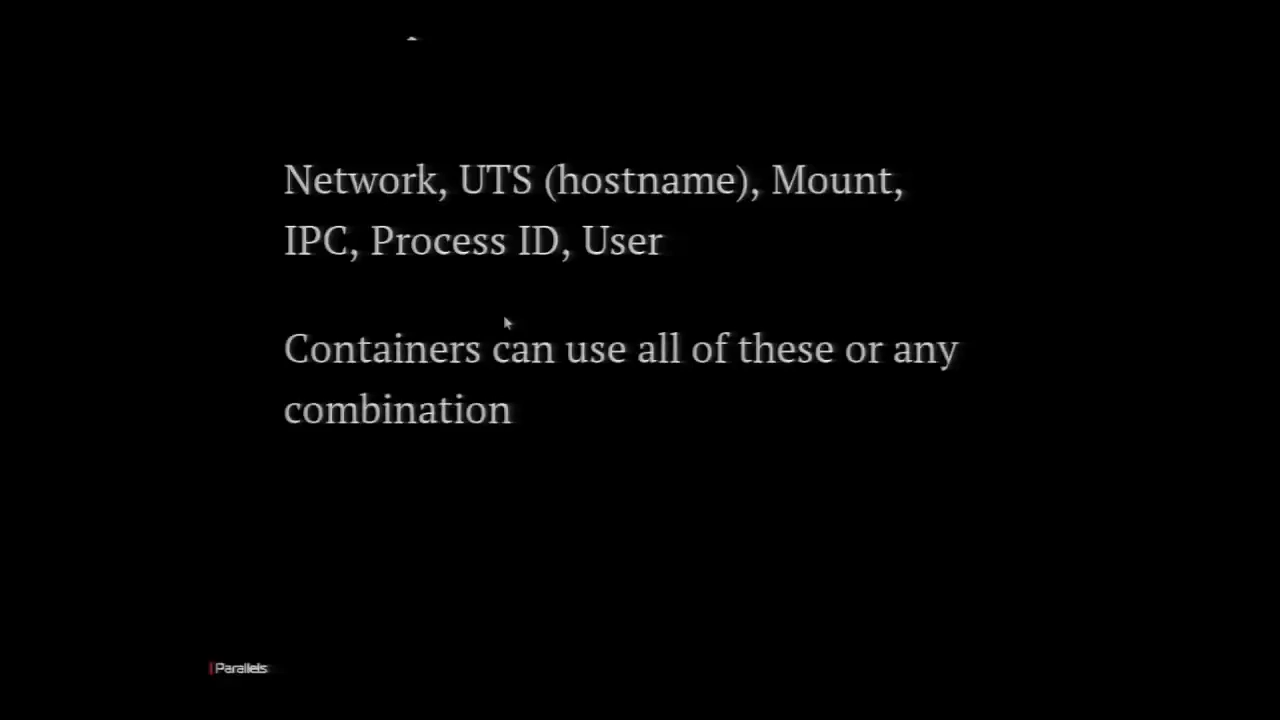 Network, UTS (hostname), Mount,
IPC, Process ID, User
Containers can use all of these or any
combination
Parallels